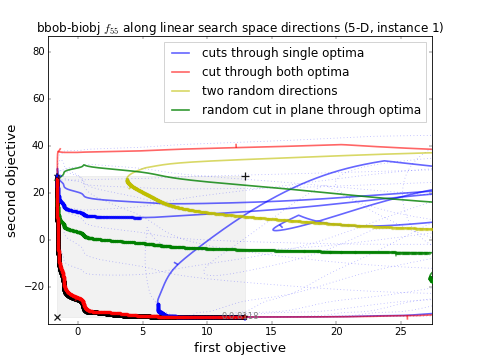 bbob-biobj f₅₅ along linear search space directions (5-D, instance 1)
cuts through single optima
cut through both optima
two random directions
random cut in plane through optima
second objective
80
60
40
20
0
−20
0 5 10 15 20 25
first objective